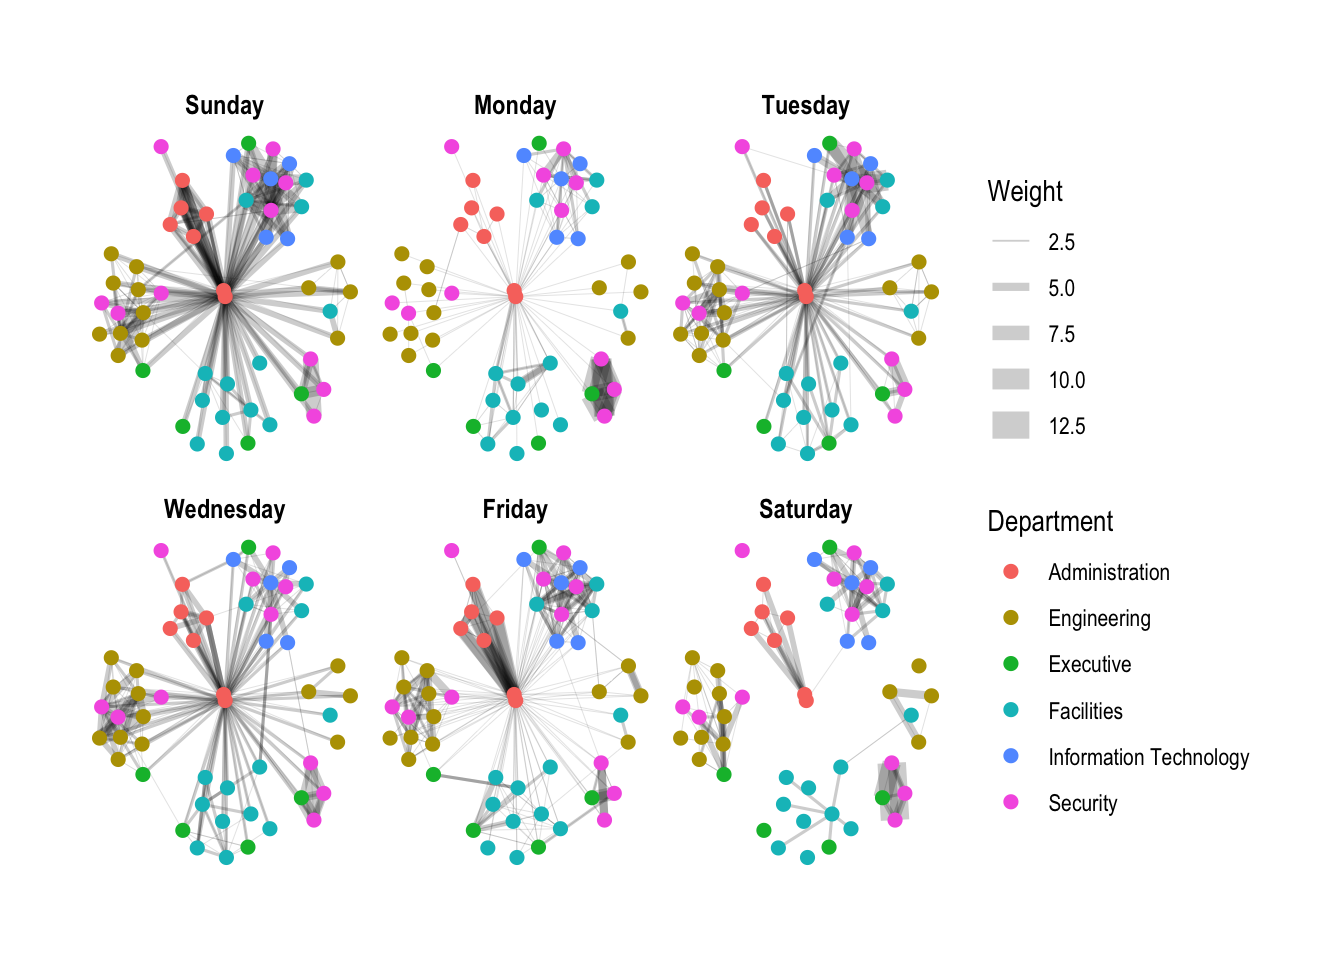 Sunday
Monday
Tuesday
Wednesday
Friday
Saturday
Weight
2.5
5.0
7.5
10.0
12.5
Department
Administration
Engineering
Executive
Facilities
Information Technology
Security